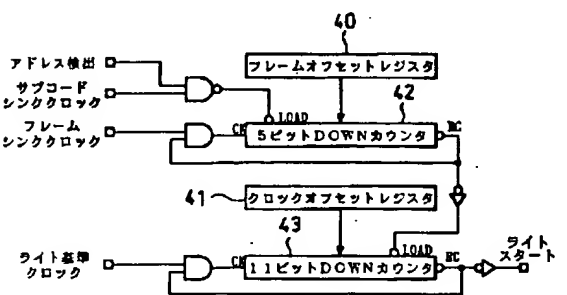 40
アドレス検出
フレームオフセットレジスタ
サブコード
シンククロック
42
LOAD
フレーム
シンククロック
CK
5ビットDOWNカウンタ
RC
41
クロックオフセットレジスタ
43
LOAD
ライト
スタート
ライト基準
クロック
CK
11ビットDOWNカウンタ
RC